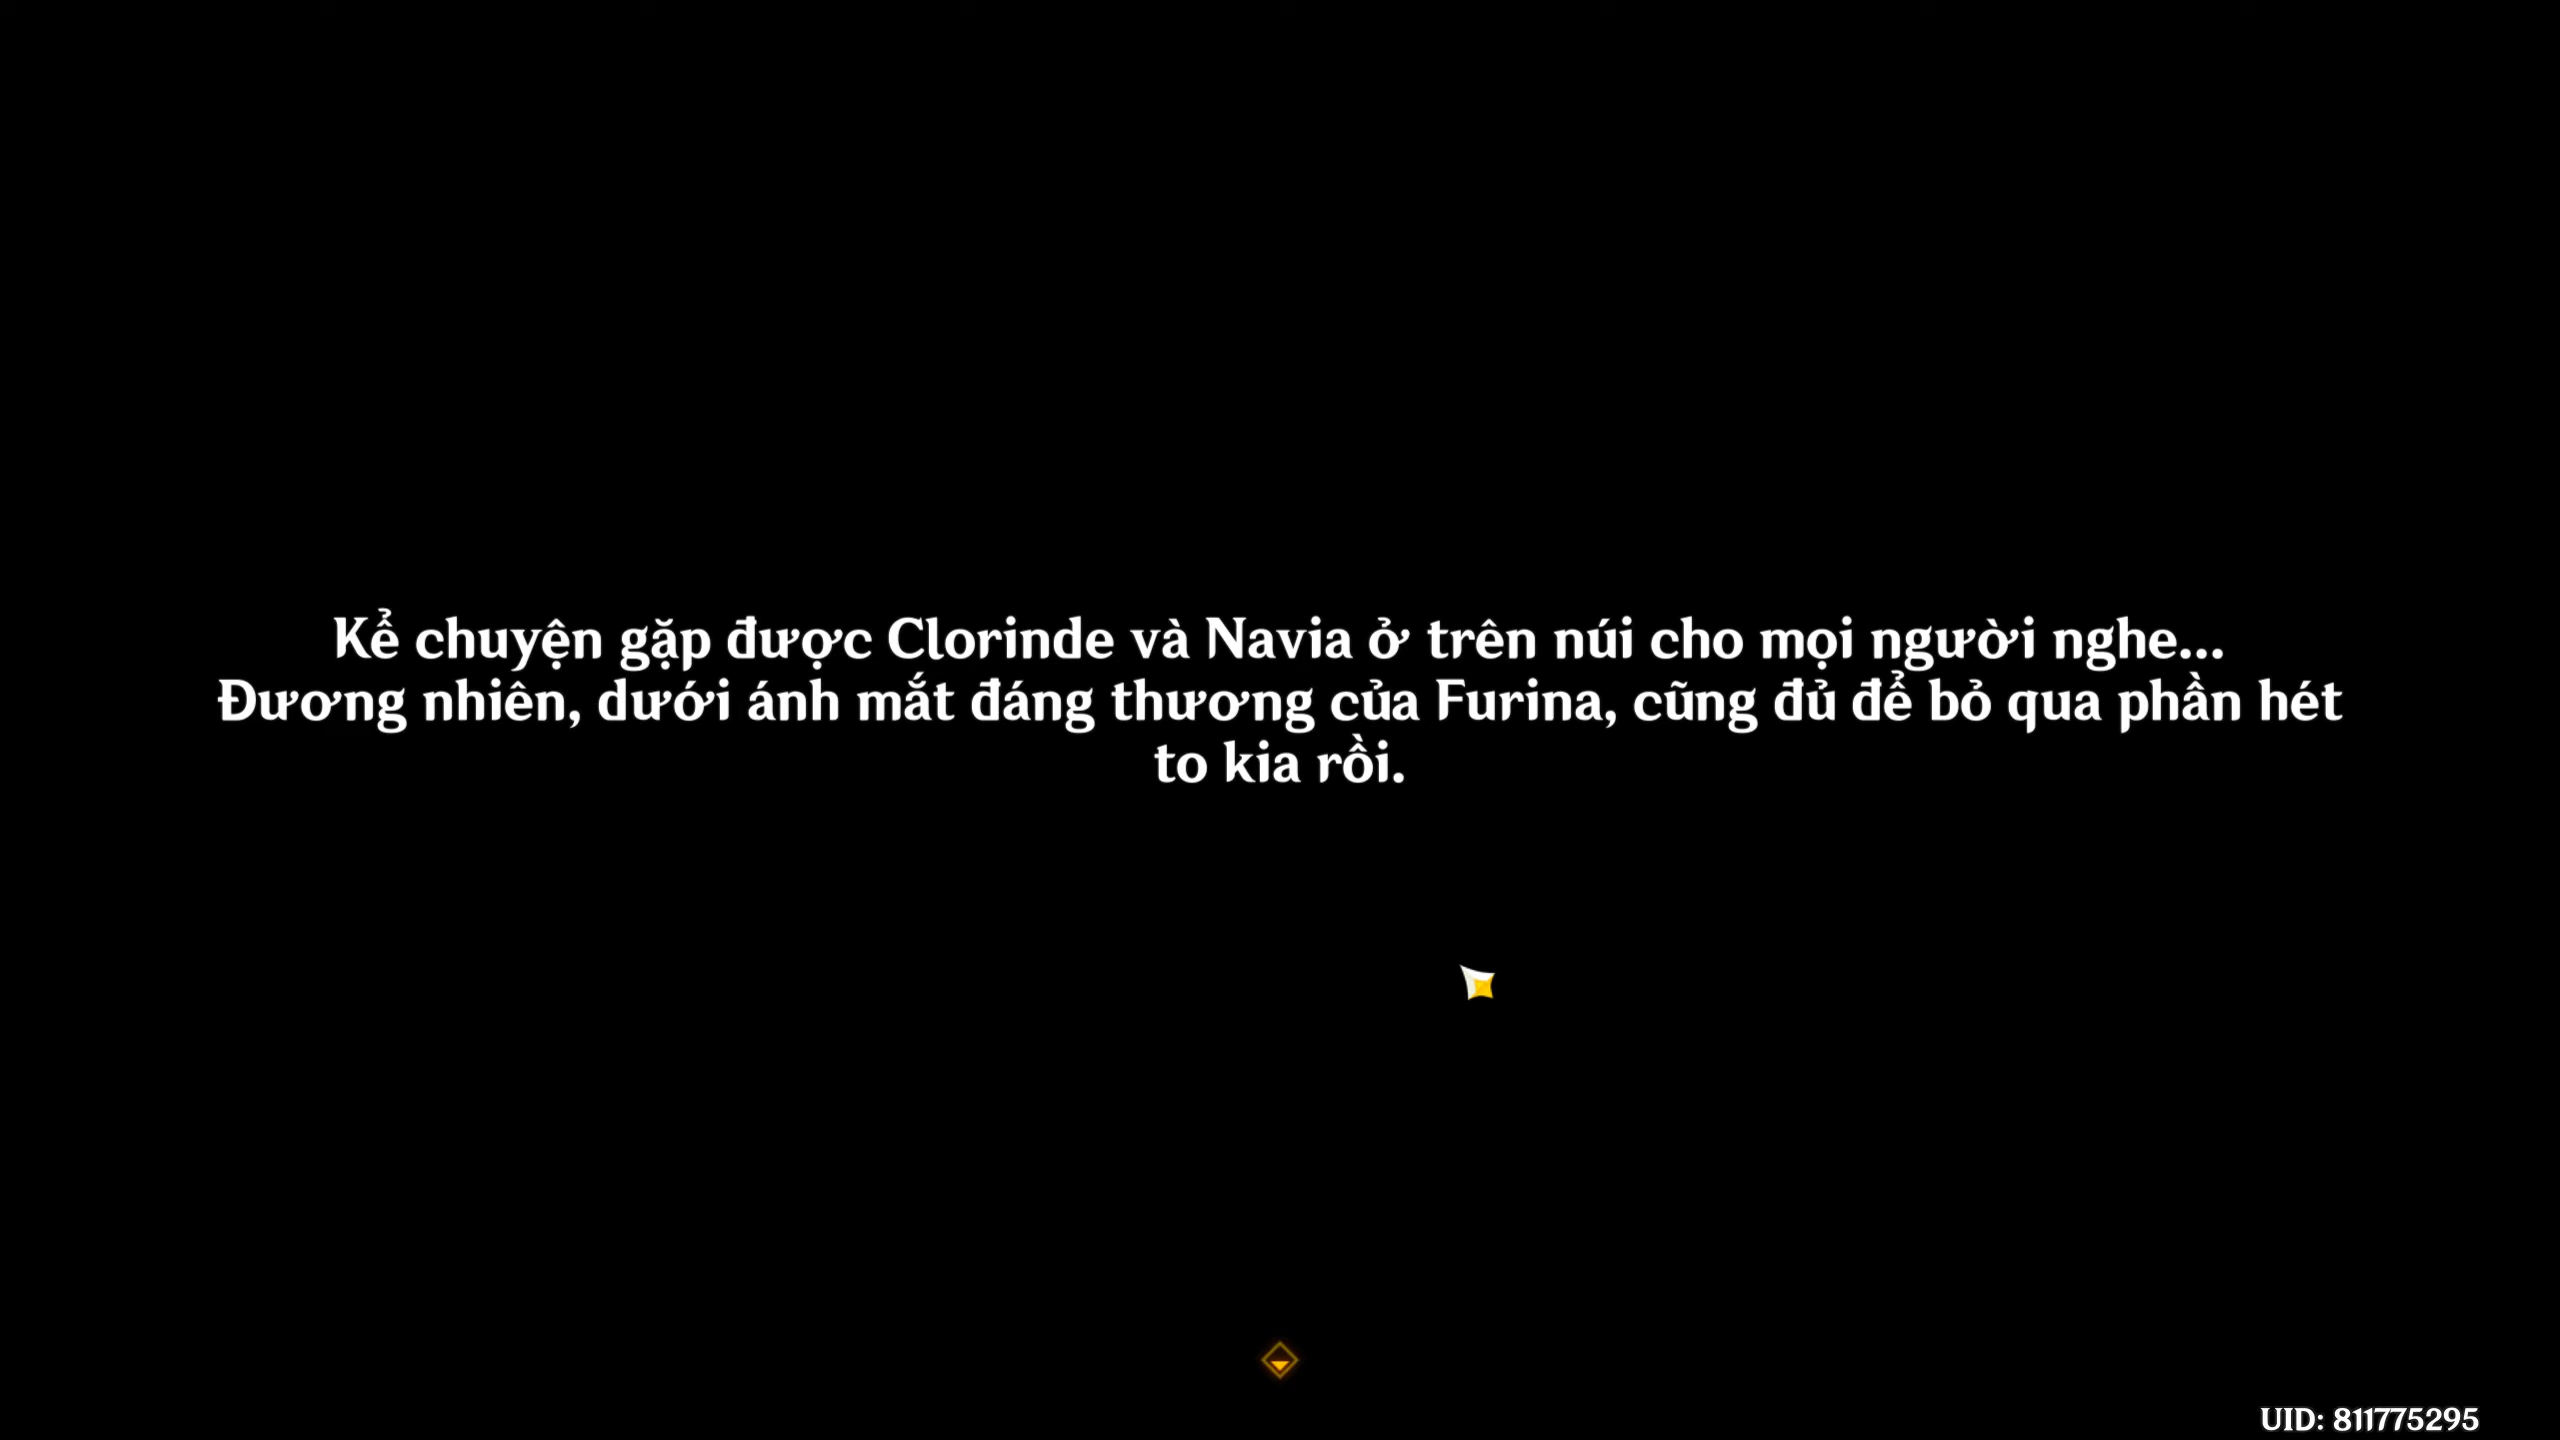 Kể chuyện gặp được Clorinde và Navia ở trên núi cho mọi người nghe...
Đương nhiên, dưới ánh mắt đáng thương của Furina, cũng đủ để bỏ qua phần hét
to kia rồi.
UID: 811775295